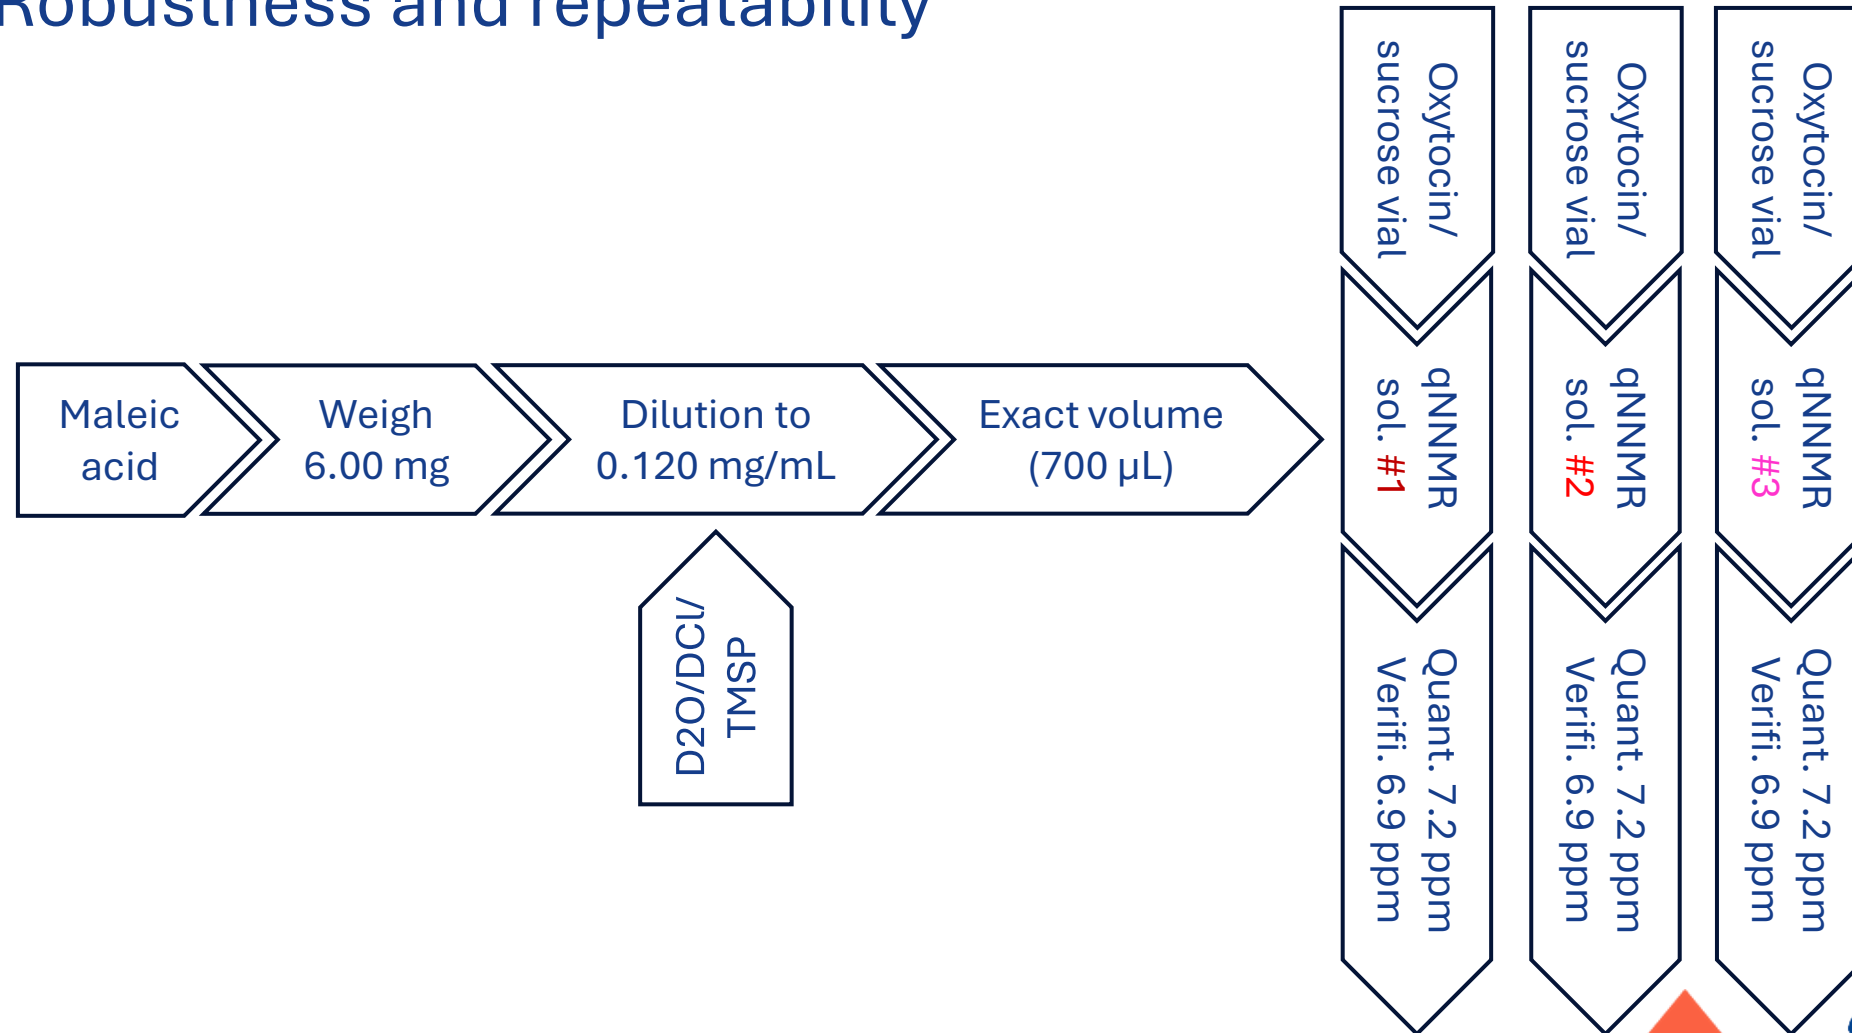 Robustness and repeatability
Maleic
acid
Weigh
6.00 mg
Dilution to
0.120 mg/mL
Exact volume
(700 µL)
D2O/DCl/
TMSP
Oxytocin/
sucrose vial
qNNMR
sol. #1
Quant. 7.2 ppm
Verifi. 6.9 ppm
Oxytocin/
sucrose vial
qNNMR
sol. #2
Quant. 7.2 ppm
Verifi. 6.9 ppm
Oxytocin/
sucrose vial
qNNMR
sol. #3
Quant. 7.2 ppm
Verifi. 6.9 ppm